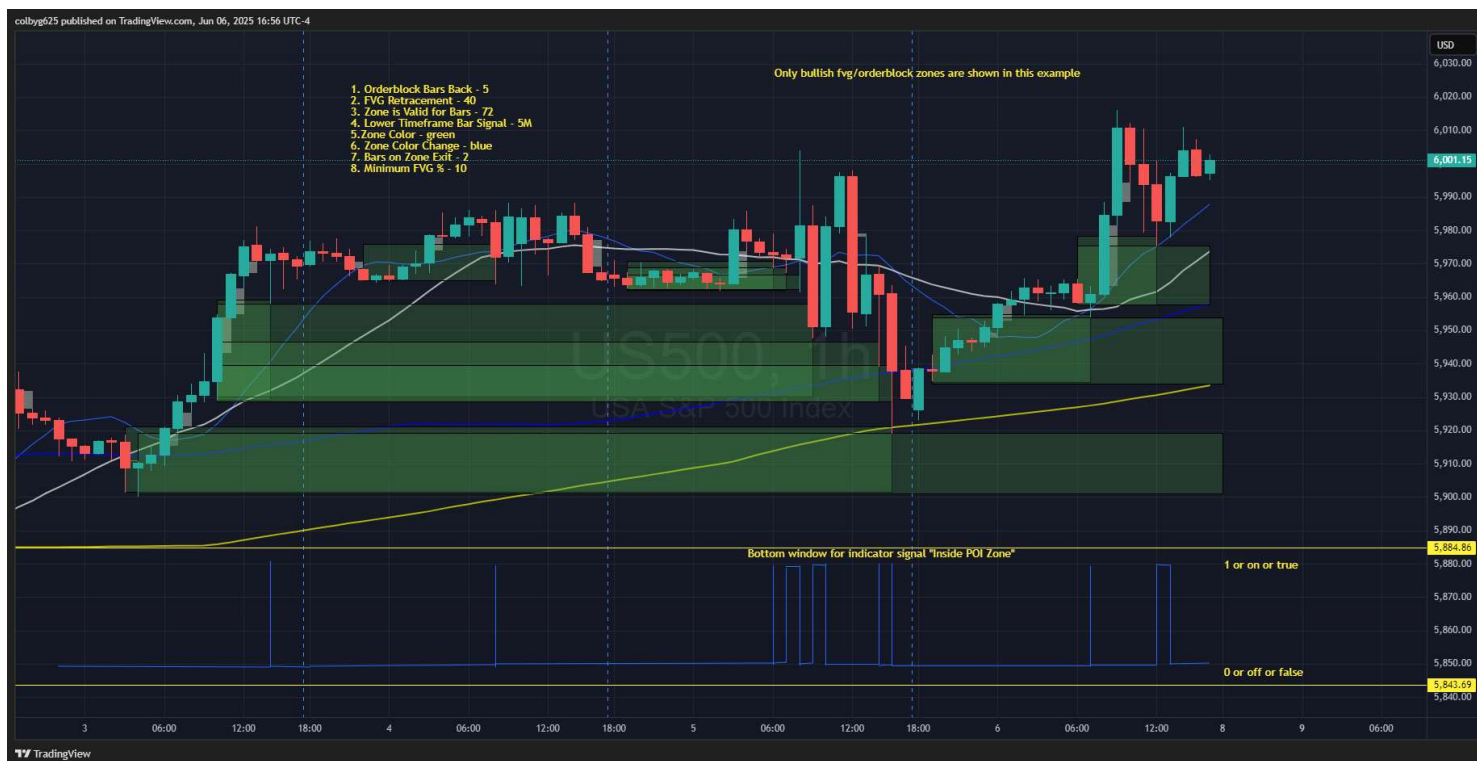 colbyg625 published on TradingView.com, Jun 06, 2025 16:56 UTC-4
USD
Only bullish fvg/orderblock zones are shown in this example
1. Orderblock Bars Back - 5
2. FVG Retracement - 40
3. Zone is Valid for Bars - 72
4. Lower Timeframe Bar Signal - 5M
5.Zone Color - green
6. Zone Color Change - blue
7. Bars on Zone Exit - 2
8. Minimum FVG % - 10
6,030.00
6,020.00
6,010.00
6,001.15
5,990.00
5,980.00
5,970.00
5,960.00
5,950.00
5,940.00
5,930.00
5,920.00
5,910.00
5,900.00
5,890.00
5,884.86
5,880.00
5,870.00
5,860.00
5,850.00
5,843.69
5,840.00
US500, 1h
USA S&P 500 Index
Bottom window for indicator signal "Inside POI Zone"
1 or on or true
0 or off or false
3 06:00 12:00 18:00 4 06:00 12:00 18:00 5 06:00 12:00 18:00 6 06:00 12:00 8 9 06:00
TradingView